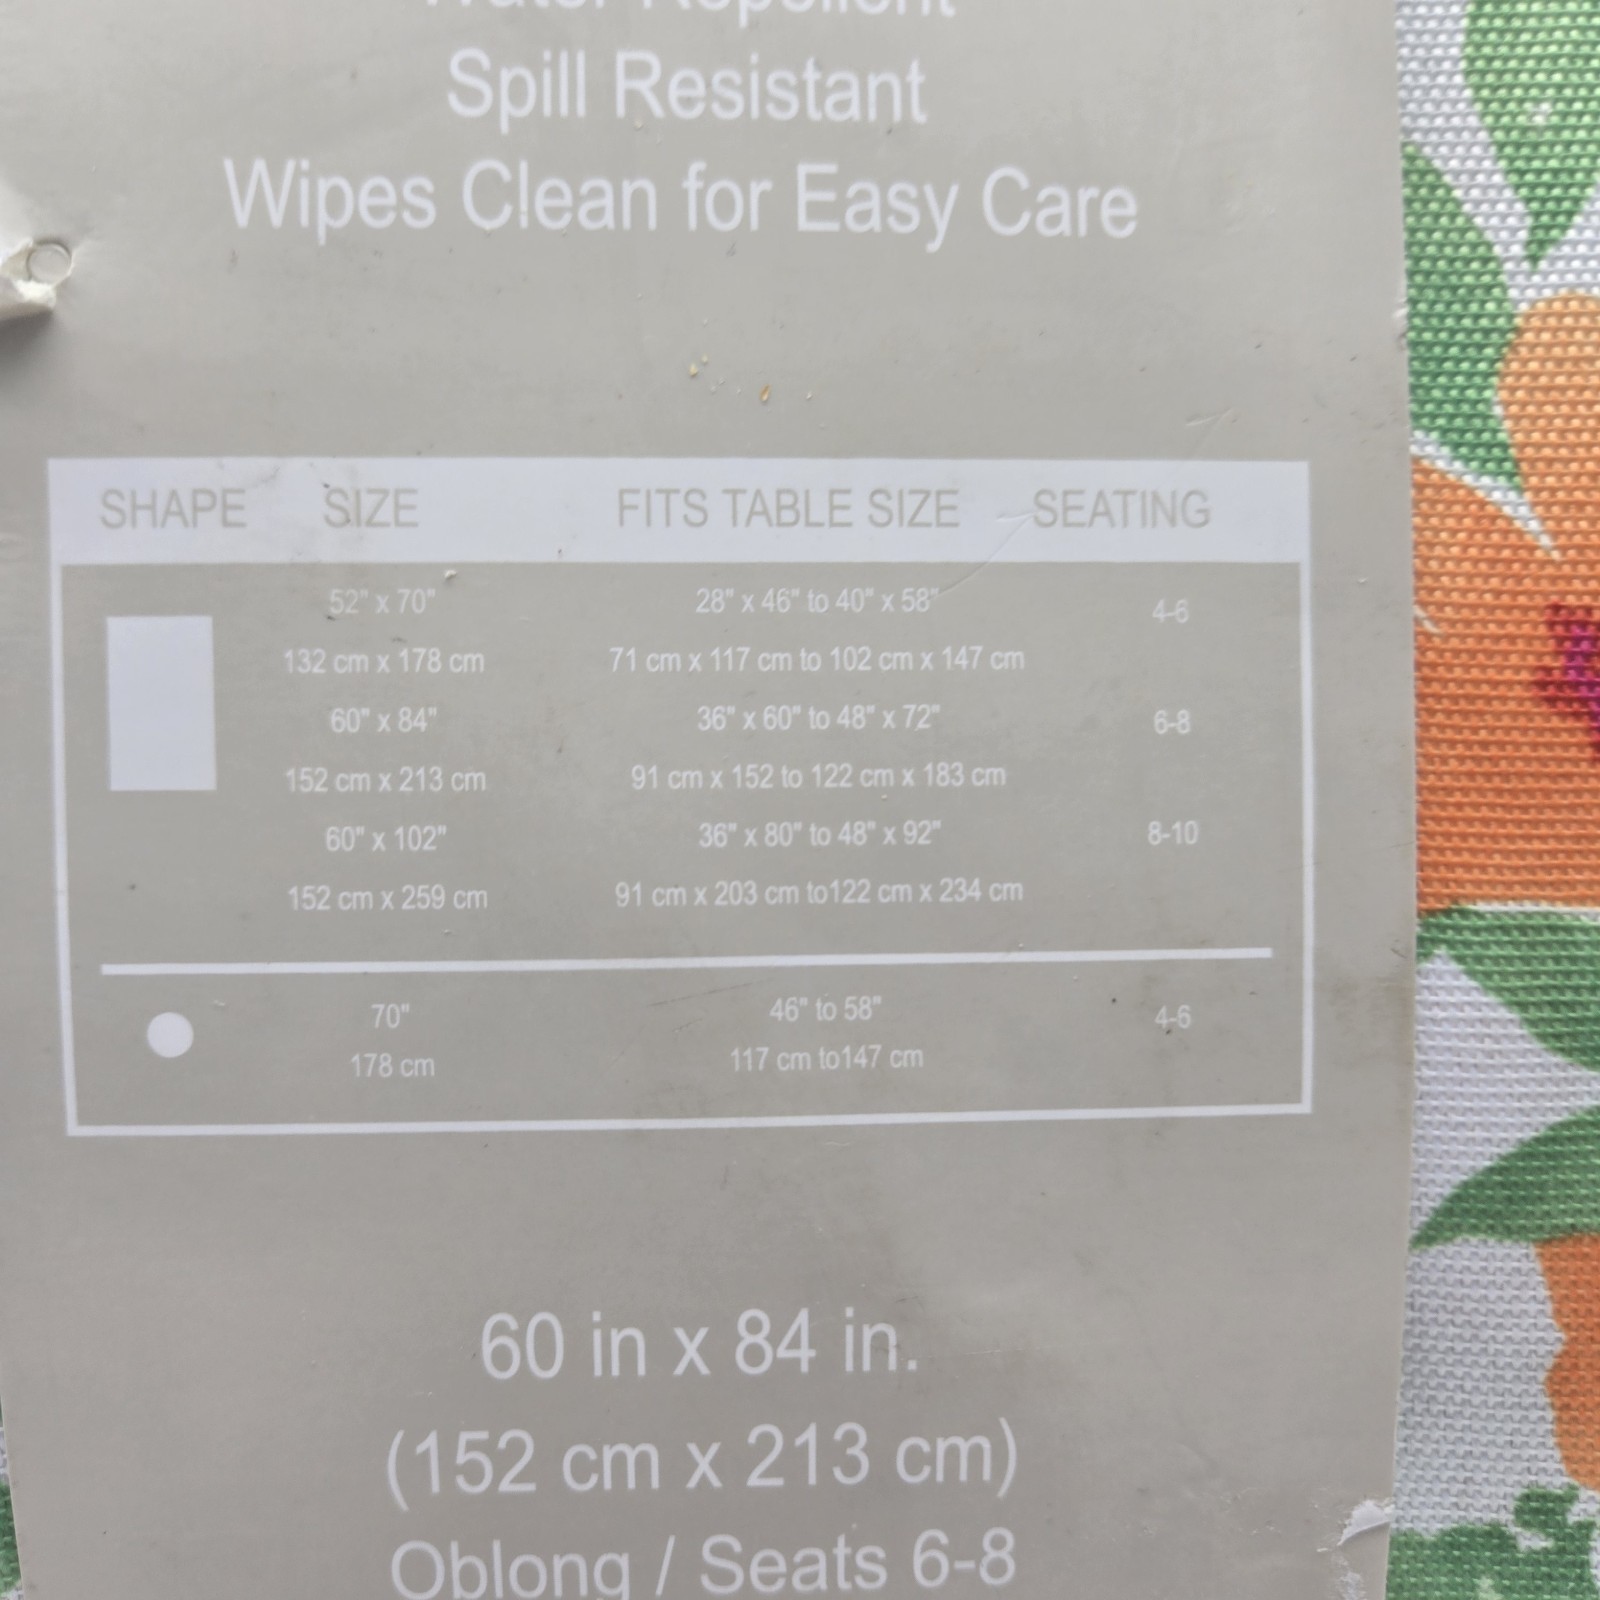 Water Repellent
Spill Resistant
Wipes Clean for Easy Care
SHAPE SIZE FITS TABLE SIZE SEATING
52" x 70" 28" x 46" to 40" x 58" 4-6
132 cm x 178 cm 71 cm x 117 cm to 102 cm x 147 cm
60" x 84" 36" x 60" to 48" x 72" 6-8
152 cm x 213 cm 91 cm x 152 to 122 cm x 183 cm
60" x 102" 36" x 80" to 48" x 92" 8-10
152 cm x 259 cm 91 cm x 203 cm to122 cm x 234 cm
70" 46" to 58" 4-6
178 cm 117 cm to147 cm
60 in x 84 in.
(152 cm x 213 cm)
Oblong / Seats 6-8